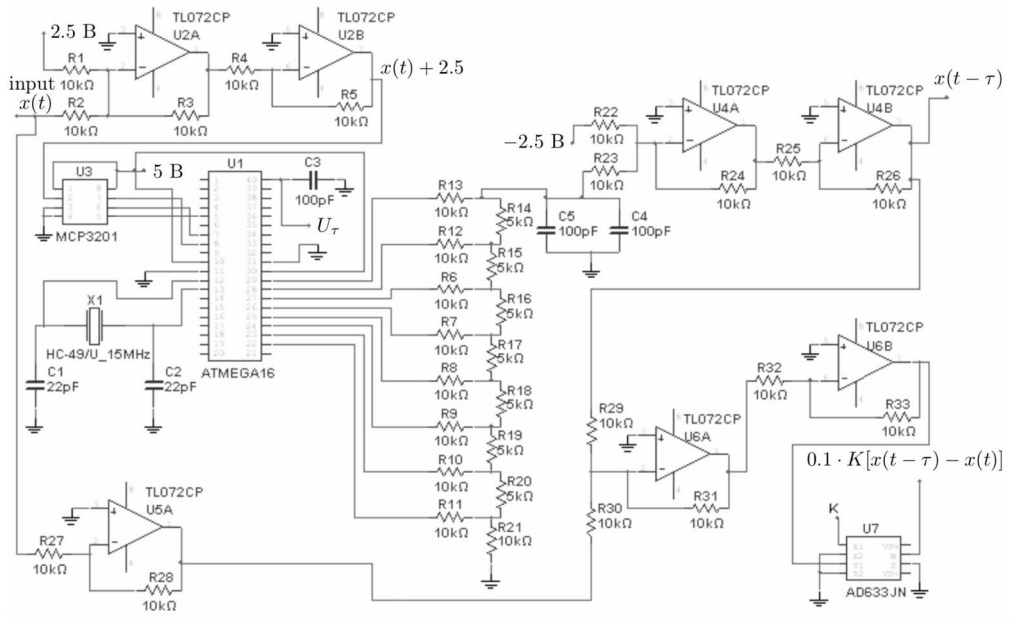 2.5 В
TL072CP
U2A
TL072CP
U2B
R1
10kΩ
R4
10kΩ
x(t) + 2.5
input
x(t)
R2
10kΩ
R3
10kΩ
R5
10kΩ
TL072CP
U4A
TL072CP
U4B
x(t − τ)
R22
10kΩ
−2.5 В
R23
10kΩ
R25
10kΩ
R24
10kΩ
R26
10kΩ
U3
5 В
MCP3201
U1
C3
100pF
U_τ
ATMEGA16
X1
HC-49/U_15MHz
C1
22pF
C2
22pF
R13
10kΩ
R14
5kΩ
C5
100pF
C4
100pF
R12
10kΩ
R15
5kΩ
R6
10kΩ
R16
5kΩ
R7
10kΩ
R17
5kΩ
R8
10kΩ
R18
5kΩ
R9
10kΩ
R19
5kΩ
R10
10kΩ
R20
5kΩ
R11
10kΩ
R21
10kΩ
TL072CP
U6B
R32
10kΩ
R33
10kΩ
R29
10kΩ
TL072CP
U6A
R31
10kΩ
R30
10kΩ
0.1 · K[x(t − τ) − x(t)]
K
U7
AD633JN
TL072CP
U5A
R27
10kΩ
R28
10kΩ